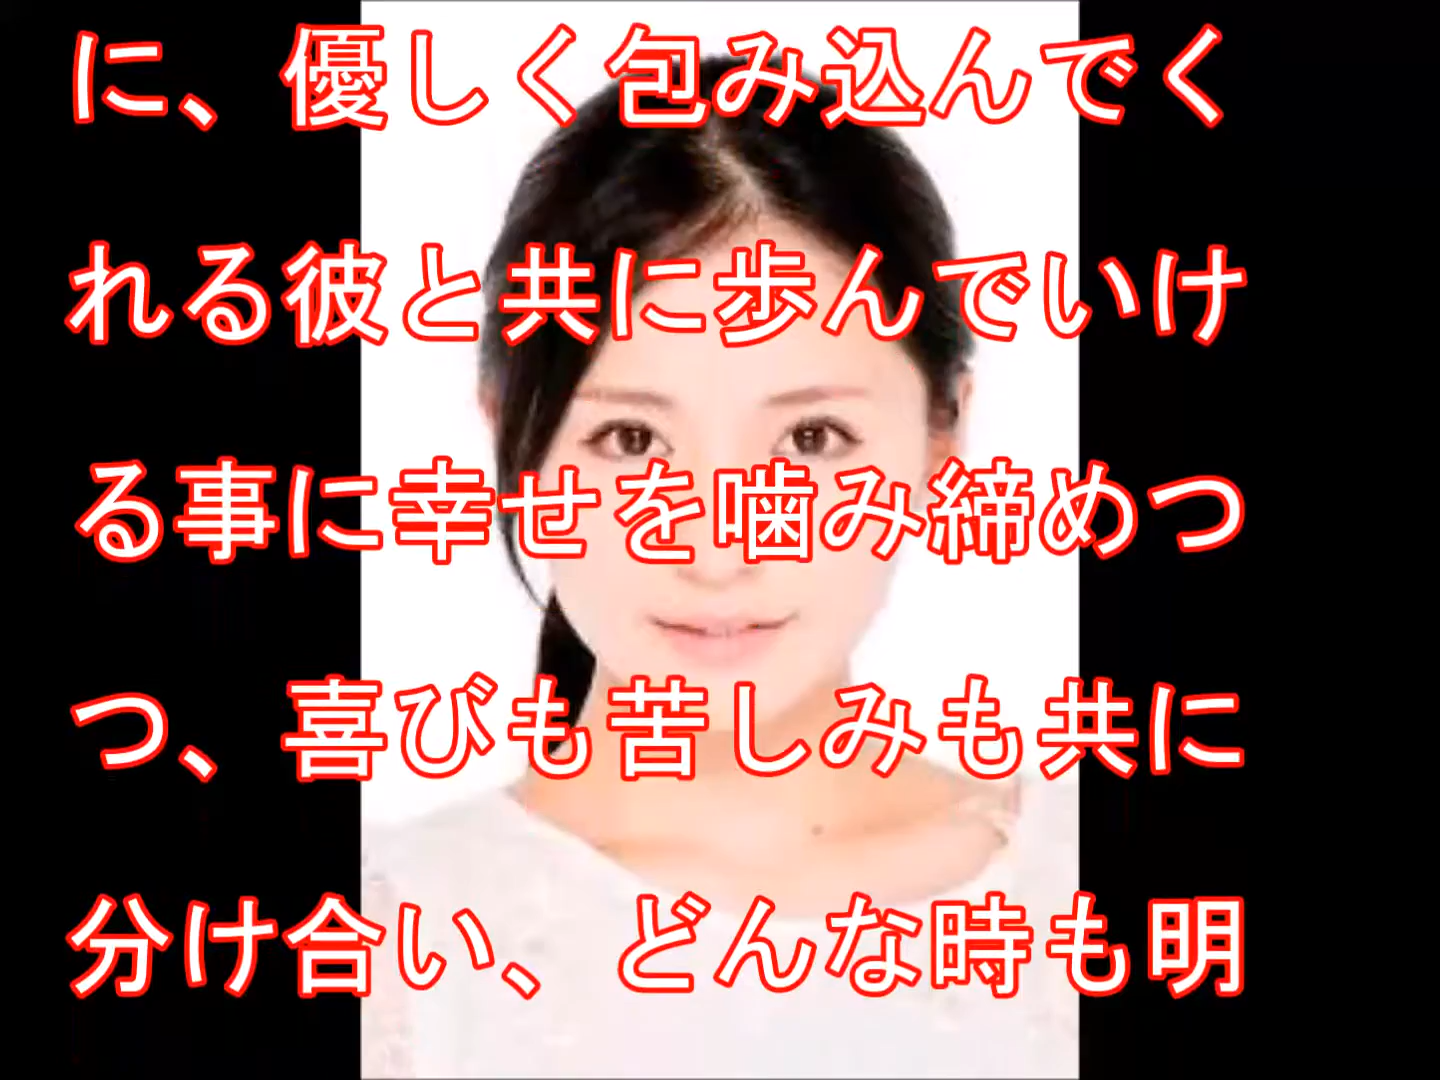 に、優しく包み込んでく
れる彼と共に歩んでいけ
る事に幸せを噛み締めつ
つ、喜びも苦しみも共に
分け合い、どんな時も明